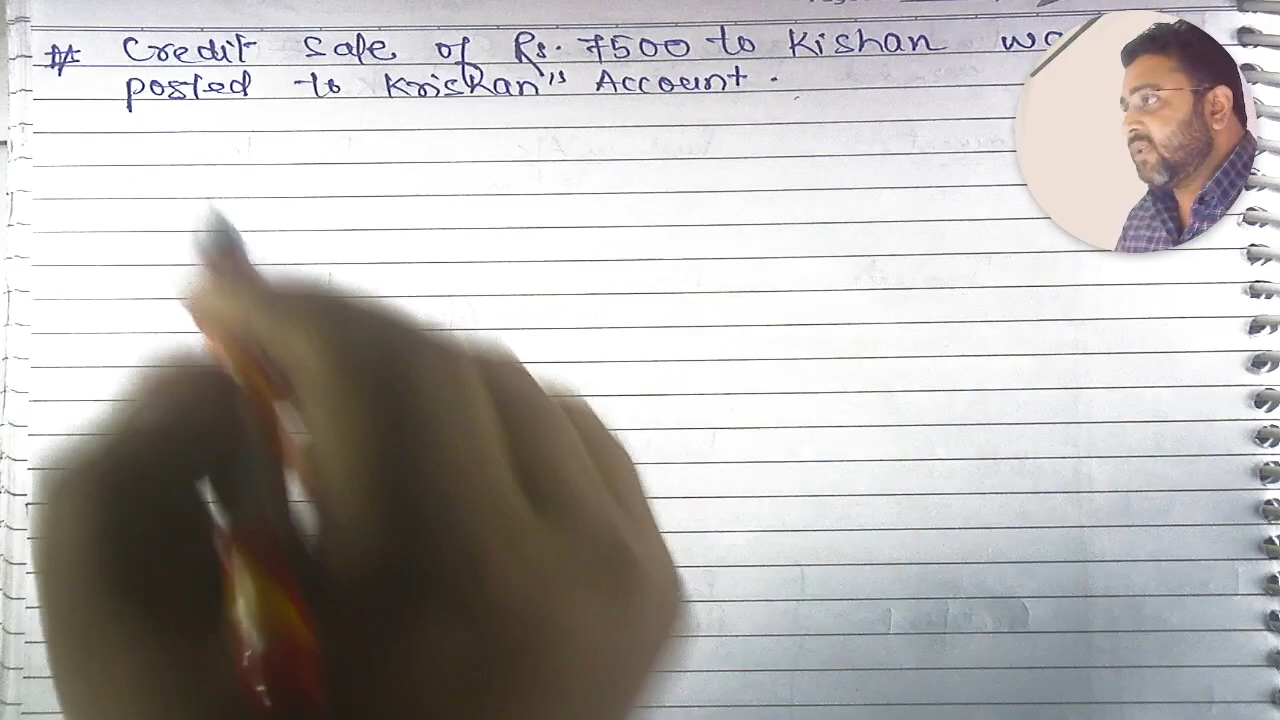 Credit Sale of Rs. 7500 to Kishan
posted to Krishan's Account.